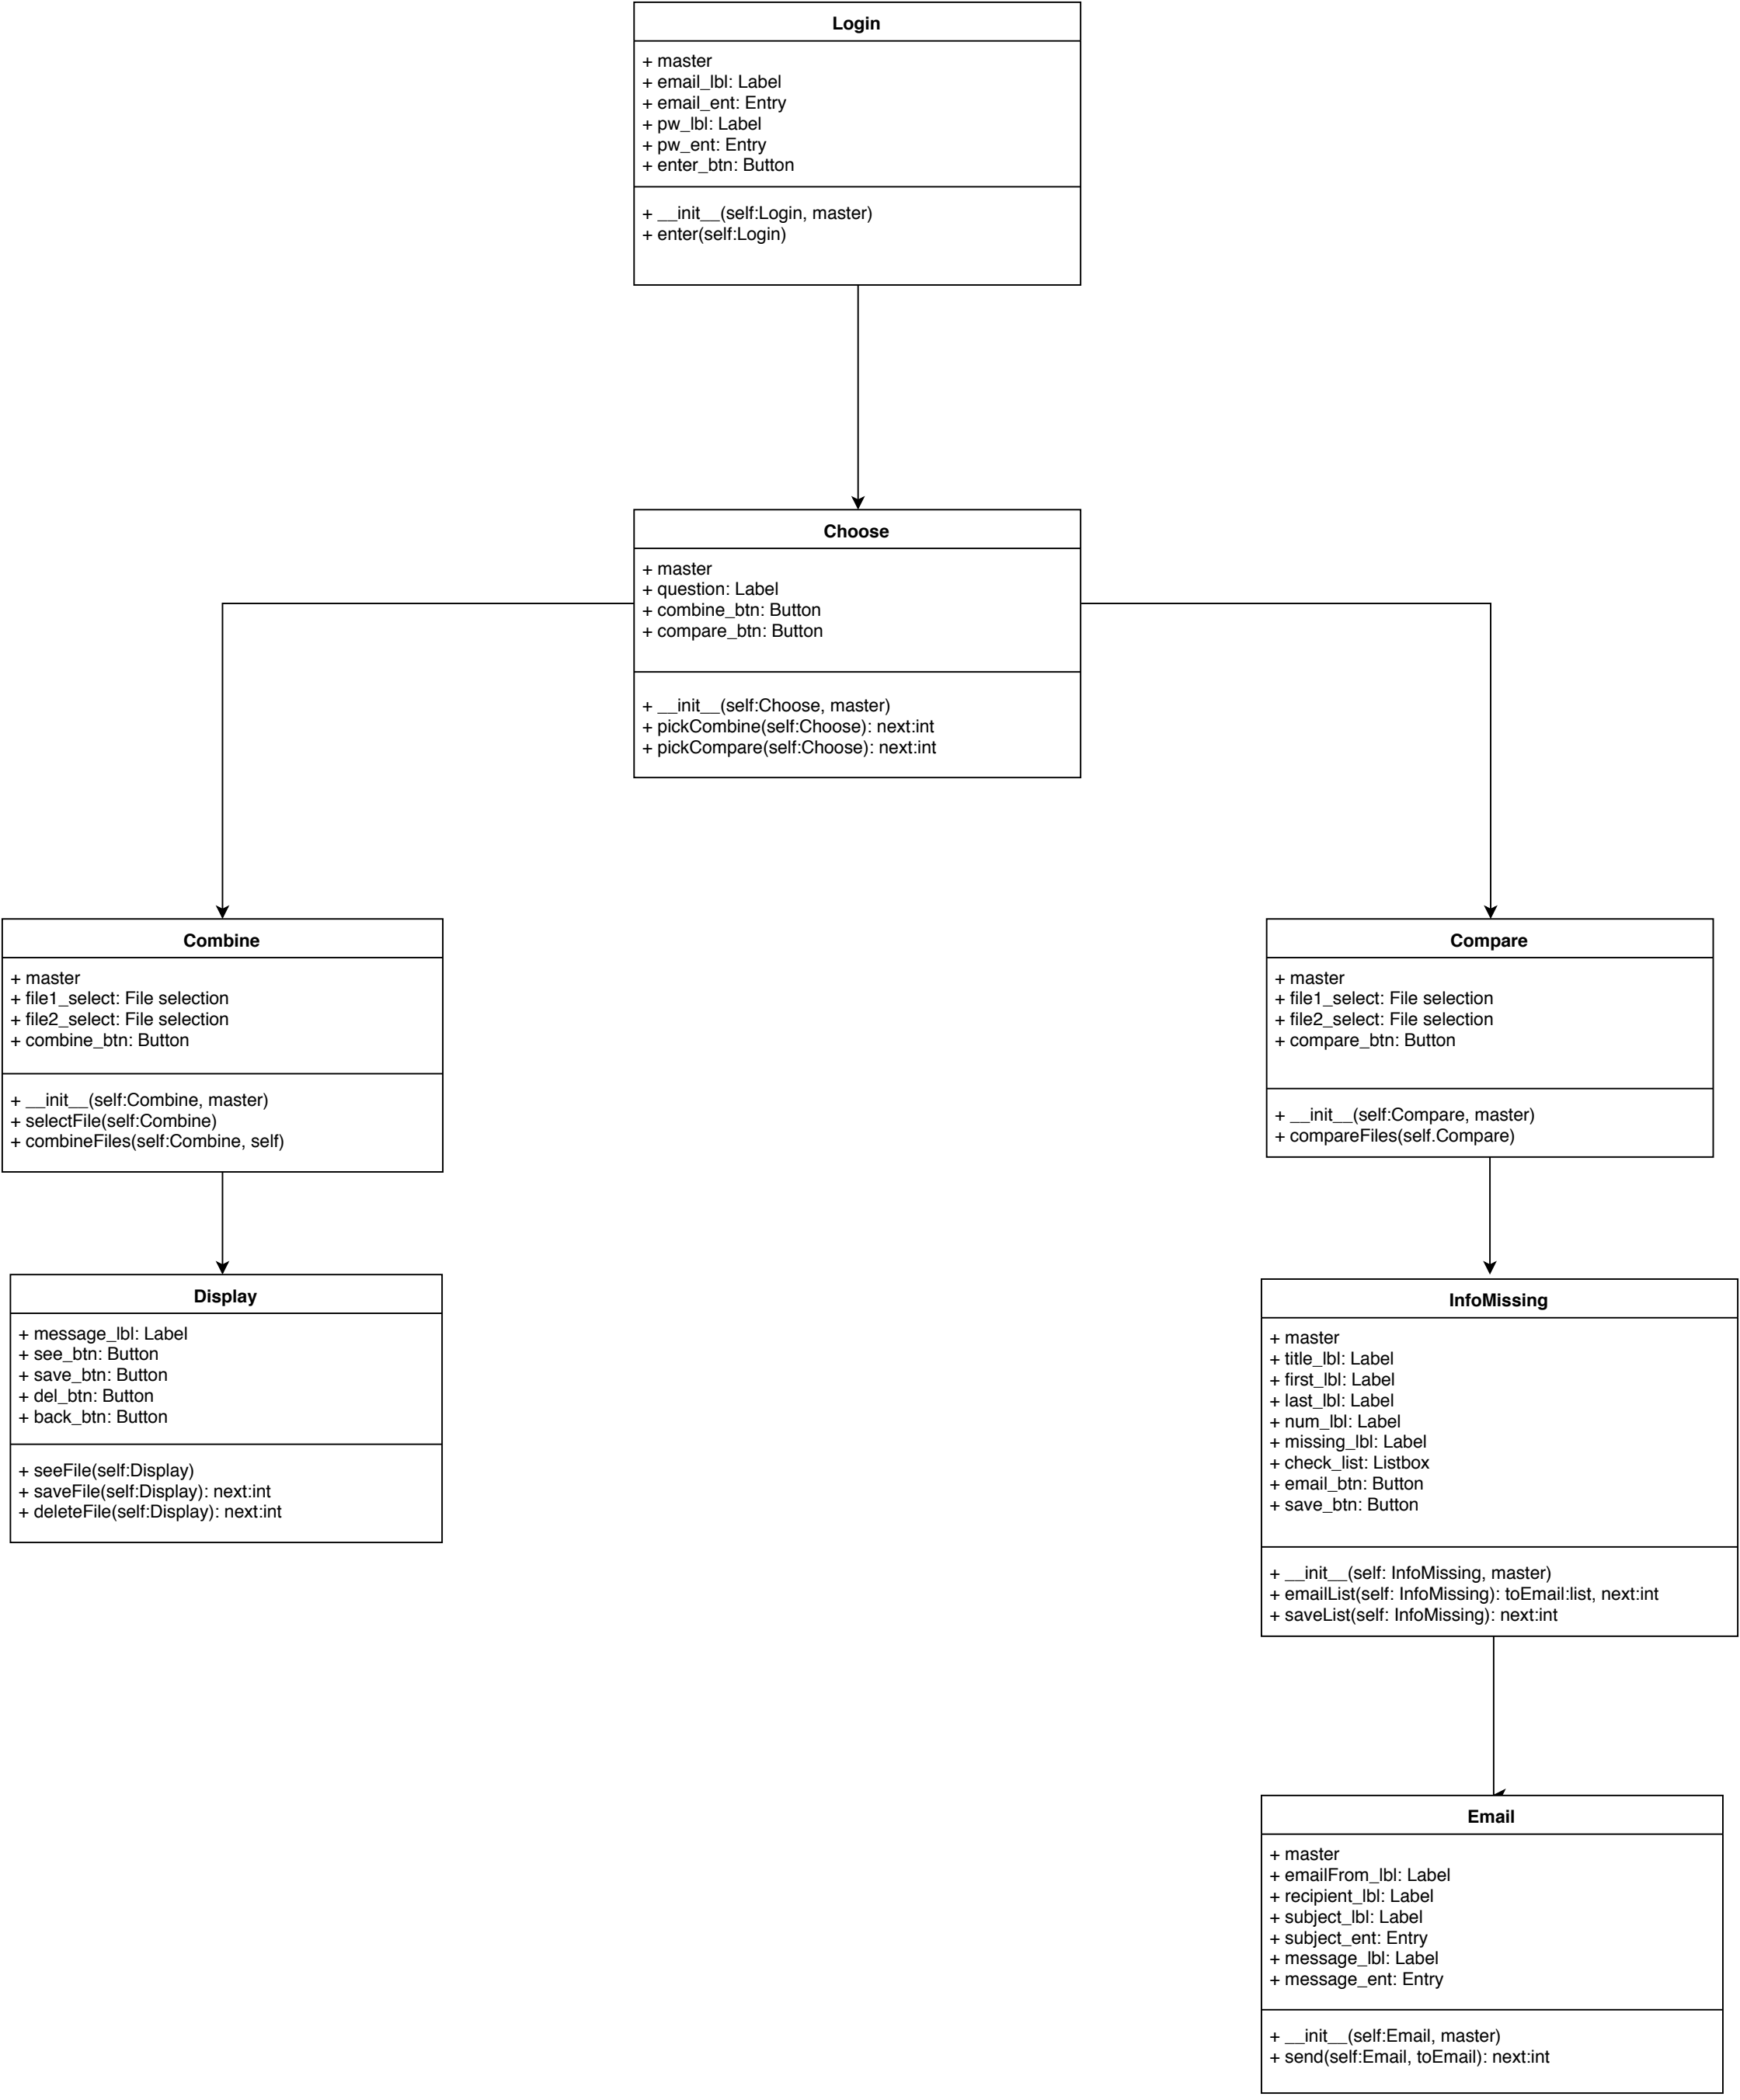 Login
+ master
+ email_lbl: Label
+ email_ent: Entry
+ pw_lbl: Label
+ pw_ent: Entry
+ enter_btn: Button
+ __init__(self:Login, master)
+ enter(self:Login)
Choose
+ master
+ question: Label
+ combine_btn: Button
+ compare_btn: Button
+ __init__(self:Choose, master)
+ pickCombine(self:Choose): next:int
+ pickCompare(self:Choose): next:int
Combine
+ master
+ file1_select: File selection
+ file2_select: File selection
+ combine_btn: Button
+ __init__(self:Combine, master)
+ selectFile(self:Combine)
+ combineFiles(self:Combine, self)
Compare
+ master
+ file1_select: File selection
+ file2_select: File selection
+ compare_btn: Button
+ __init__(self:Compare, master)
+ compareFiles(self.Compare)
Display
+ message_lbl: Label
+ see_btn: Button
+ save_btn: Button
+ del_btn: Button
+ back_btn: Button
+ seeFile(self:Display)
+ saveFile(self:Display): next:int
+ deleteFile(self:Display): next:int
InfoMissing
+ master
+ title_lbl: Label
+ first_lbl: Label
+ last_lbl: Label
+ num_lbl: Label
+ missing_lbl: Label
+ check_list: Listbox
+ email_btn: Button
+ save_btn: Button
+ __init__(self: InfoMissing, master)
+ emailList(self: InfoMissing): toEmail:list, next:int
+ saveList(self: InfoMissing): next:int
Email
+ master
+ emailFrom_lbl: Label
+ recipient_lbl: Label
+ subject_lbl: Label
+ subject_ent: Entry
+ message_lbl: Label
+ message_ent: Entry
+ __init__(self:Email, master)
+ send(self:Email, toEmail): next:int